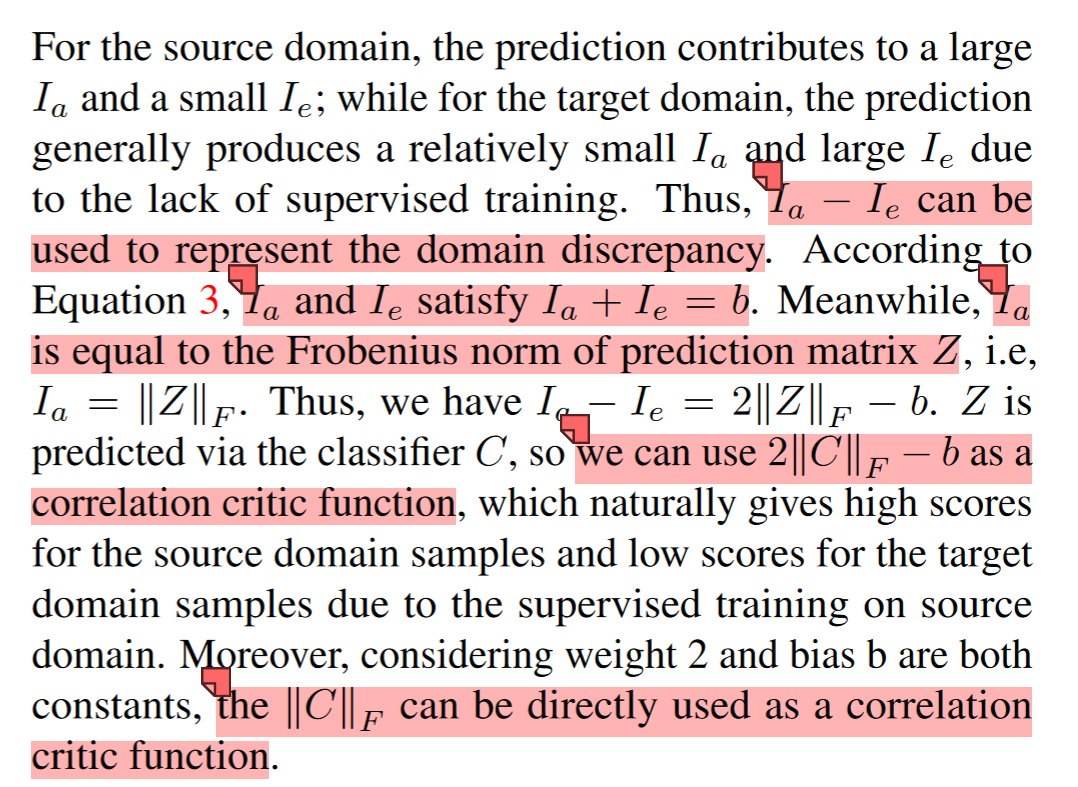 For the source domain, the prediction contributes to a large
I_a and a small I_e; while for the target domain, the prediction
generally produces a relatively small I_a and large I_e due
to the lack of supervised training. Thus, I_a − I_e can be
used to represent the domain discrepancy. According to
Equation 3, I_a and I_e satisfy I_a + I_e = b. Meanwhile, I_a
is equal to the Frobenius norm of prediction matrix Z, i.e,
I_a = ‖Z‖_F. Thus, we have I_a − I_e = 2‖Z‖_F − b. Z is
predicted via the classifier C, so we can use 2‖C‖_F − b as a
correlation critic function, which naturally gives high scores
for the source domain samples and low scores for the target
domain samples due to the supervised training on source
domain. Moreover, considering weight 2 and bias b are both
constants, the ‖C‖_F can be directly used as a correlation
critic function.